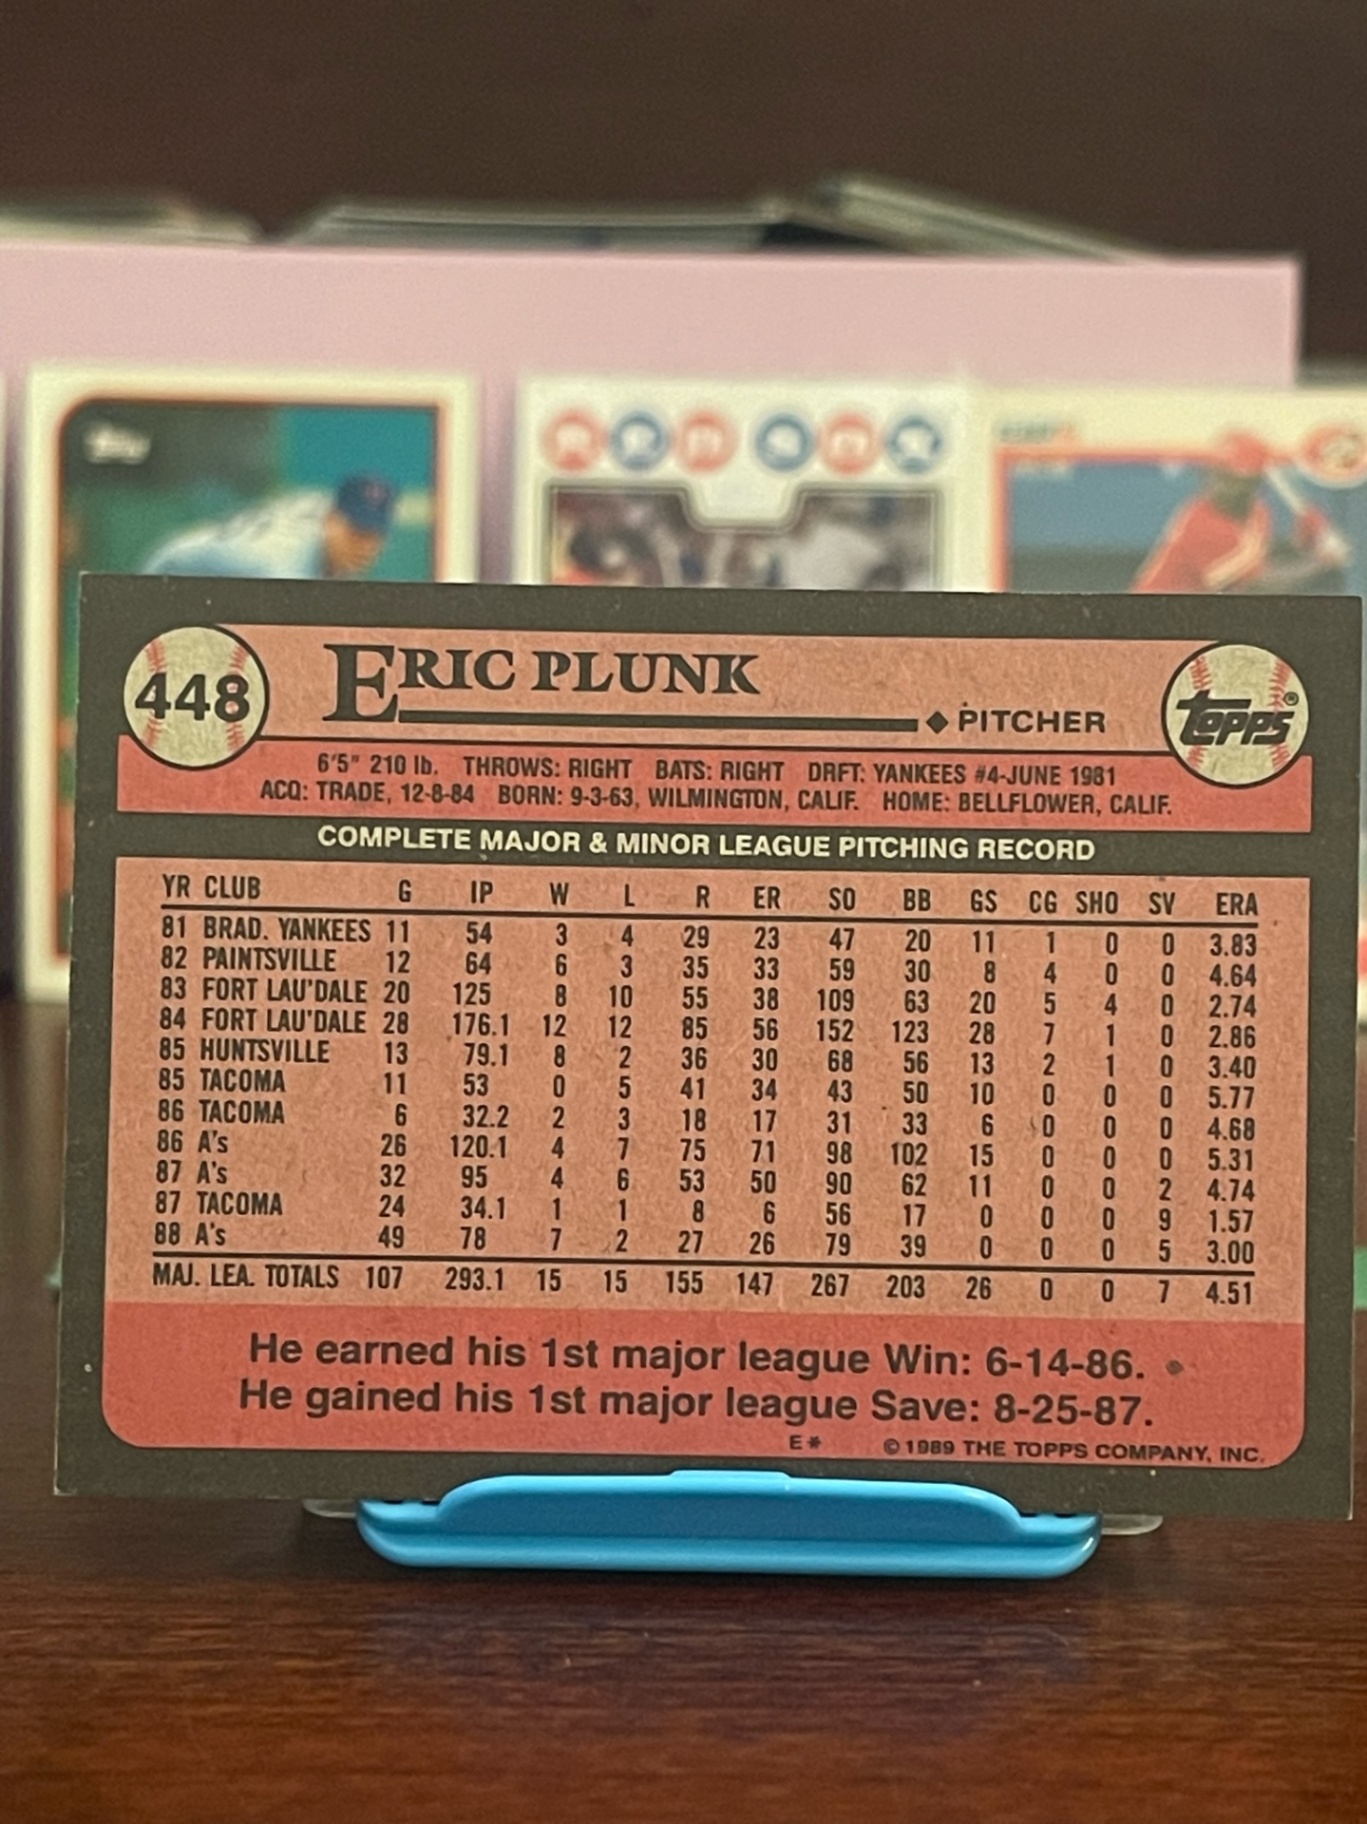 Topps
RED SOX
448
ERIC PLUNK
PITCHER
topps®
6'5" 210 lb. THROWS: RIGHT BATS: RIGHT DRFT: YANKEES #4-JUNE 1981
ACQ: TRADE, 12-8-84 BORN: 9-3-63, WILMINGTON, CALIF. HOME: BELLFLOWER, CALIF.
COMPLETE MAJOR & MINOR LEAGUE PITCHING RECORD
YR CLUB G IP W L R ER SO BB GS CG SHO SV ERA
81 BRAD. YANKEES 11 54 3 4 29 23 47 20 11 1 0 0 3.83
82 PAINTSVILLE 12 64 6 3 35 33 59 30 8 4 0 0 4.64
83 FORT LAU'DALE 20 125 8 10 55 38 109 63 20 5 4 0 2.74
84 FORT LAU'DALE 28 176.1 12 12 85 56 152 123 28 7 1 0 2.86
85 HUNTSVILLE 13 79.1 8 2 36 30 68 56 13 2 1 0 3.40
85 TACOMA 11 53 0 5 41 34 43 50 10 0 0 0 5.77
86 TACOMA 6 32.2 2 3 18 17 31 33 6 0 0 0 4.68
86 A's 26 120.1 4 7 75 71 98 102 15 0 0 0 5.31
87 A's 32 95 4 6 53 50 90 62 11 0 0 2 4.74
87 TACOMA 24 34.1 1 1 8 6 56 17 0 0 0 9 1.57
88 A's 49 78 7 2 27 26 79 39 0 0 0 5 3.00
MAJ. LEA. TOTALS 107 293.1 15 15 155 147 267 203 26 0 0 7 4.51
He earned his 1st major league Win: 6-14-86.
He gained his 1st major league Save: 8-25-87.
E* © 1989 THE TOPPS COMPANY, INC.